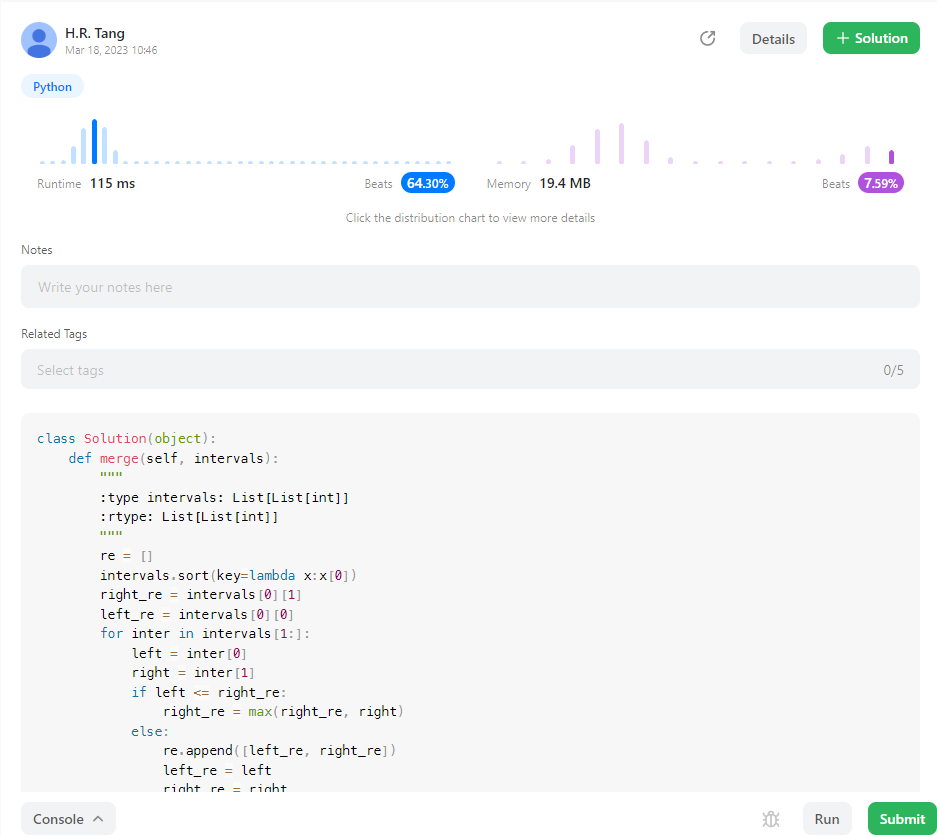 H.R. Tang
Mar 18, 2023 10:46
Details
+ Solution
Python
Runtime 115 ms
Beats 64.30%
Memory 19.4 MB
Beats 7.59%
Click the distribution chart to view more details
Notes
Write your notes here
Related Tags
Select tags
0/5
class Solution(object):
    def merge(self, intervals):
        """
        :type intervals: List[List[int]]
        :rtype: List[List[int]]
        """
        re = []
        intervals.sort(key=lambda x:x[0])
        right_re = intervals[0][1]
        left_re = intervals[0][0]
        for inter in intervals[1:]:
            left = inter[0]
            right = inter[1]
            if left <= right_re:
                right_re = max(right_re, right)
            else:
                re.append([left_re, right_re])
                left_re = left
                right_re = right
Console
Run
Submit